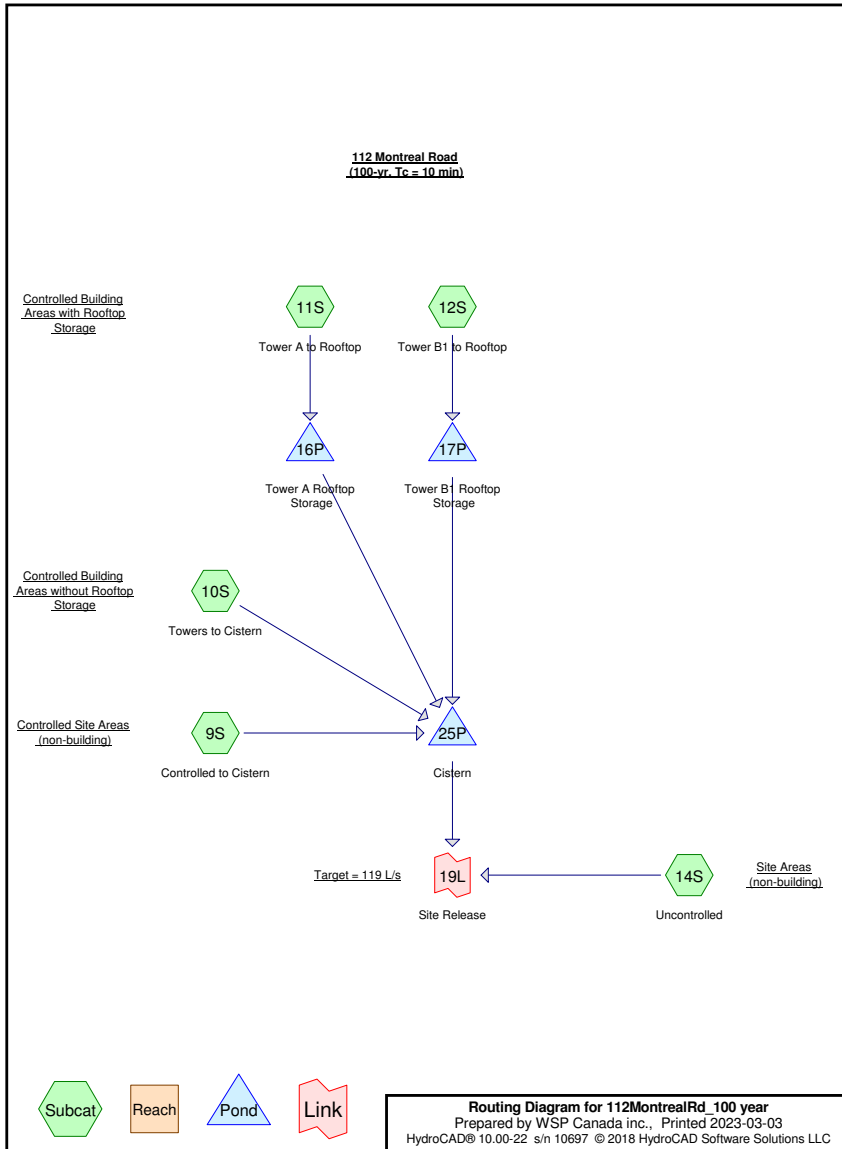 112 Montreal Road
(100-yr, Tc = 10 min)
Controlled Building
Areas with Rooftop
Storage
11S
12S
Tower A to Rooftop
Tower B1 to Rooftop
16P
17P
Tower A Rooftop
Storage
Tower B1 Rooftop
Storage
Controlled Building
Areas without Rooftop
Storage
10S
Towers to Cistern
Controlled Site Areas
(non-building)
9S
25P
Controlled to Cistern
Cistern
Target = 119 L/s
19L
14S
Site Areas
(non-building)
Site Release
Uncontrolled
Subcat
Reach
Pond
Link
Routing Diagram for 112MontrealRd_100 year
Prepared by WSP Canada inc., Printed 2023-03-03
HydroCAD® 10.00-22 s/n 10697 © 2018 HydroCAD Software Solutions LLC